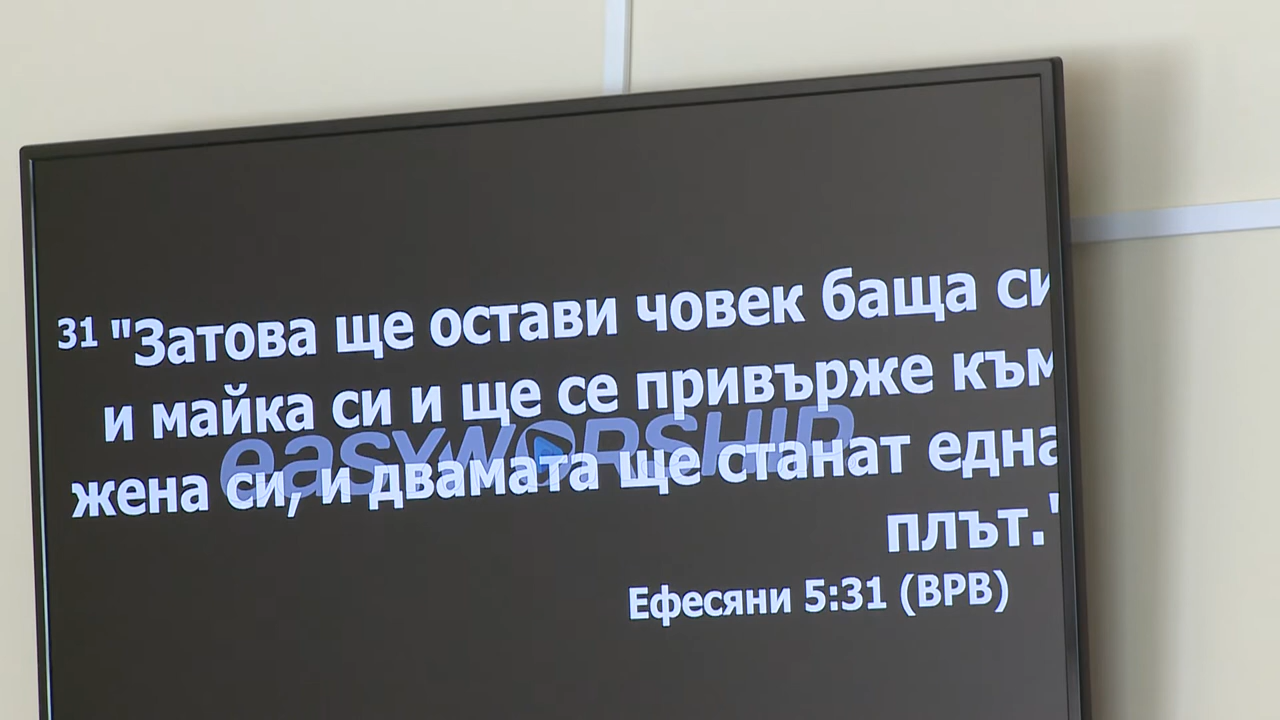 31 "Затова ще остави човек баща си
и майка си и ще се привърже към
easyworship
жена си, и двамата ще станат една
плът."
Ефесяни 5:31 (ВРВ)